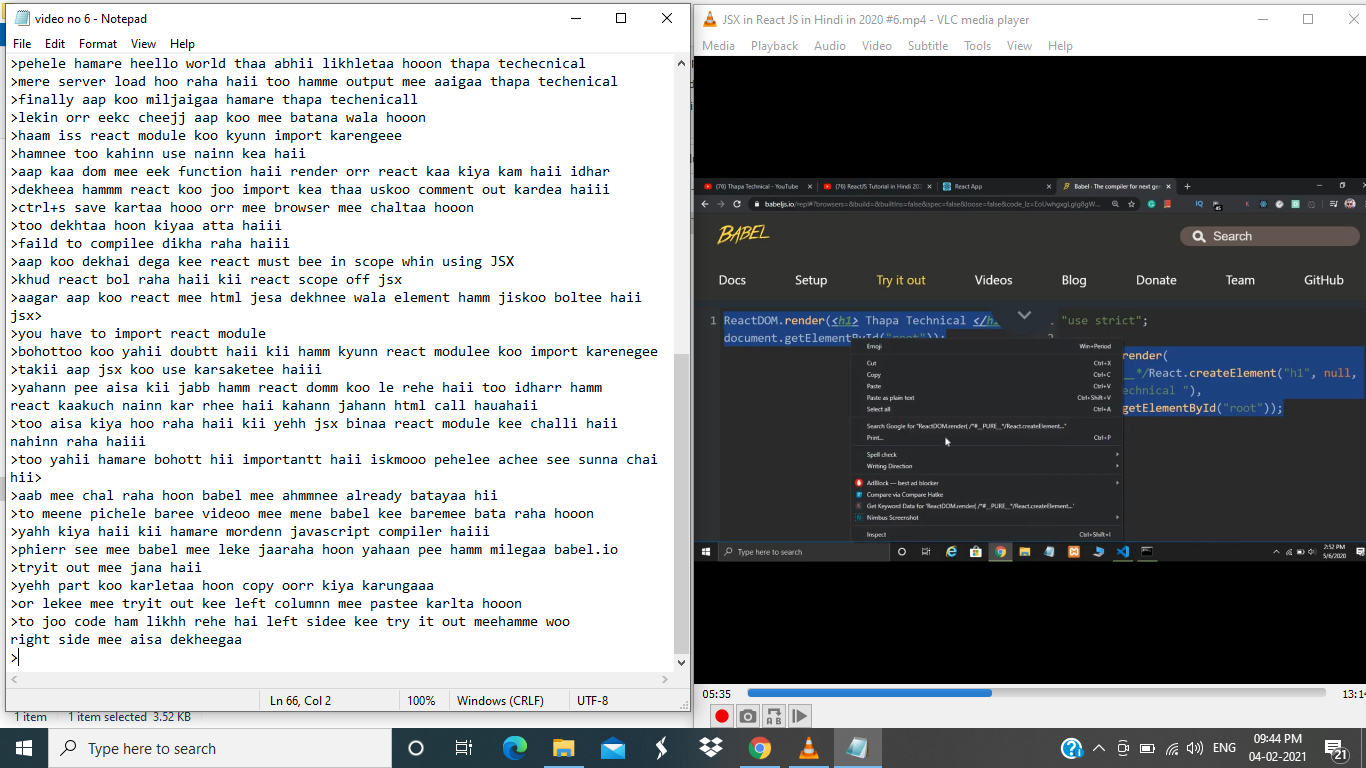 video no 6 - Notepad
File Edit Format View Help
>pehele hamare heello world thaa abhii likhletaa hooon thapa techecnical
>mere server load hoo raha haii too hamme output mee aaigaa thapa techenical
>finally aap koo miljaigaa hamare thapa techenicall
>lekin orr eekc cheejj aap koo mee batana wala hooon
>haam iss react module koo kyunn import karengeee
>hamnee too kahinn use nainn kea haii
>aap kaa dom mee eek function haii render orr react kaa kiya kam haii idhar
>dekheea hammm react koo joo import kea thaa uskoo comment out kardea haiii
>ctrl+s save kartaa hooo orr mee browser mee chaltaa hooon
>too dekhtaa hoon kiyaa atta haiii
>faild to compilee dikha raha haiii
>aap koo dekhai dega kee react must bee in scope whin using JSX
>khud react bol raha haii kii react scope off jsx
>aagar aap koo react mee html jesa dekhnee wala element hamm jiskoo boltee haii
jsx>
>you have to import react module
>bohottoo koo yahii doubtt haii kii hamm kyunn react modulee koo import karenegee
>takii aap jsx koo use karsaketee haiii
>yahann pee aisa kii jabb hamm react domm koo le rehe haii too idharr hamm
react kaakuch nainn kar rhee haii kahann jahann html call hauahaii
>too aisa kiya hoo raha haii kii yehh jsx binaa react module kee challi haii
nahinn raha haiii
>too yahii hamare bohott hii importantt haii iskmooo pehelee achee see sunna chai
hii>
>aab mee chal raha hoon babel mee ahmmnee already batayaa hii
>to meene pichele baree videoo mee mene babel kee baremee bata raha hooon
>yahh kiya haii kii hamare mordenn javascript compiler haiii
>phierr see mee babel mee leke jaaraha hoon yahaan pee hamm milegaa babel.io
>tryit out mee jana haii
>yehh part koo karletaa hoon copy oorr kiya karungaaa
>or lekee mee tryit out kee left columnn mee pastee karlta hooon
>to joo code ham likhh rehe hai left sidee kee try it out meehamme woo
right side mee aisa dekheegaa
>
Ln 66, Col 2 100% Windows (CRLF) UTF-8
1 item 1 item selected 3.52 KB
JSX in React JS in Hindi in 2020 #6.mp4 - VLC media player
Media Playback Audio Video Subtitle Tools View Help
(76) Thapa Technical - YouTube (76) ReactJS Tutorial in Hindi 20 React App Babel · The compiler for next gen
BABEL
Search
Docs Setup Try it out Videos Blog Donate Team GitHub
1 ReactDOM.render(<h1> Thapa Technical </h
document.getElementById("root"));
"use strict";
2
render(
__*/React.createElement("h1", null,
echnical "),
getElementById("root"));
Emoji Win+Period
Cut Ctrl+X
Copy Ctrl+C
Paste Ctrl+V
Paste as plain text Ctrl+Shift+V
Select all Ctrl+A
Search Google for "ReactDOM.render( /*#__PURE__*/React.createElement..."
Print... Ctrl+P
Spell check
Writing Direction
AdBlock — best ad blocker
Compare via Compare Hatke
Get Keyword Data for 'ReactDOM.render( /*#__PURE__*/React.createElement...'
Nimbus Screenshot
Inspect Ctrl+Shift+I
Type here to search
2:52 PM
5/6/2020
05:35 13:14
AB
Type here to search
ENG
09:44 PM
04-02-2021
21